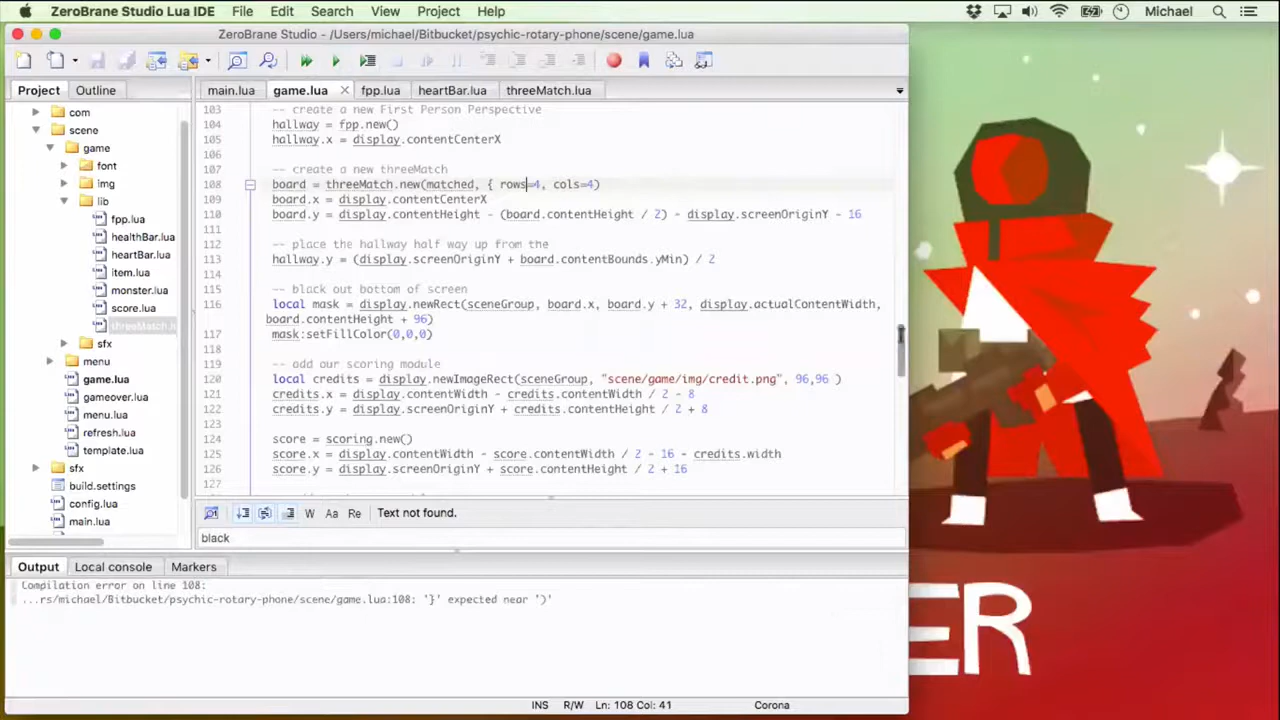 ZeroBrane Studio Lua IDE File Edit Search View Project Help Michael
ZeroBrane Studio - /Users/michael/Bitbucket/psychic-rotary-phone/scene/game.lua
Project Outline
com
scene
game
font
img
lib
fpp.lua
healthBar.lua
heartBar.lua
item.lua
monster.lua
score.lua
threeMatch.lu
sfx
menu
game.lua
gameover.lua
menu.lua
refresh.lua
template.lua
sfx
build.settings
config.lua
main.lua
main.lua game.lua fpp.lua heartBar.lua threeMatch.lua
103 -- create a new First Person Perspective
104 hallway = fpp.new()
105 hallway.x = display.contentCenterX
106
107 -- create a new threeMatch
108 board = threeMatch.new(matched, { rows=4, cols=4)
109 board.x = display.contentCenterX
110 board.y = display.contentHeight - (board.contentHeight / 2) - display.screenOriginY - 16
111
112 -- place the hallway half way up from the
113 hallway.y = (display.screenOriginY + board.contentBounds.yMin) / 2
114
115 -- black out bottom of screen
116 local mask = display.newRect(sceneGroup, board.x, board.y + 32, display.actualContentWidth,
board.contentHeight + 96)
117 mask:setFillColor(0,0,0)
118
119 -- add our scoring module
120 local credits = display.newImageRect(sceneGroup, "scene/game/img/credit.png", 96,96 )
121 credits.x = display.contentWidth - credits.contentWidth / 2 - 8
122 credits.y = display.screenOriginY + credits.contentHeight / 2 + 8
123
124 score = scoring.new()
125 score.x = display.contentWidth - score.contentWidth / 2 - 16 - credits.width
126 score.y = display.screenOriginY + score.contentHeight / 2 + 16
W Aa Re Text not found.
black
Output Local console Markers
Compilation error on line 108:
...rs/michael/Bitbucket/psychic-rotary-phone/scene/game.lua:108: '}' expected near ')'
INS R/W Ln: 108 Col: 41 Corona
ER